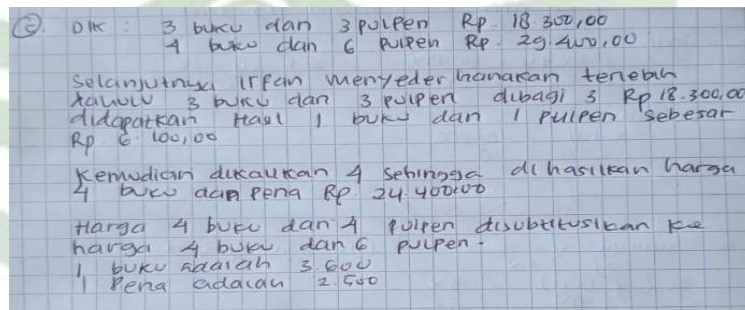 ②. DIK : 3 buku dan 3 pulpen Rp. 18.300,00
4 buku dan 6 pulpen Rp. 29.400,00
Selanjutnya Irfan menyederhanakan
3 buku dan 3 pulpen dibagi 3 Rp 18.300,00
didapatkan Hasil 1 buku dan 1 pulpen sebesar
Rp. 6.100,00
Kemudian dikalikan 4 sehingga dihasilkan harga
4 buku dan pena Rp. 24.400,00
Harga 4 buku dan 4 pulpen disubtitusikan ke
harga 4 buku dan 6 pulpen.
1 buku adalah 3.600
1 pena adalah 2.500